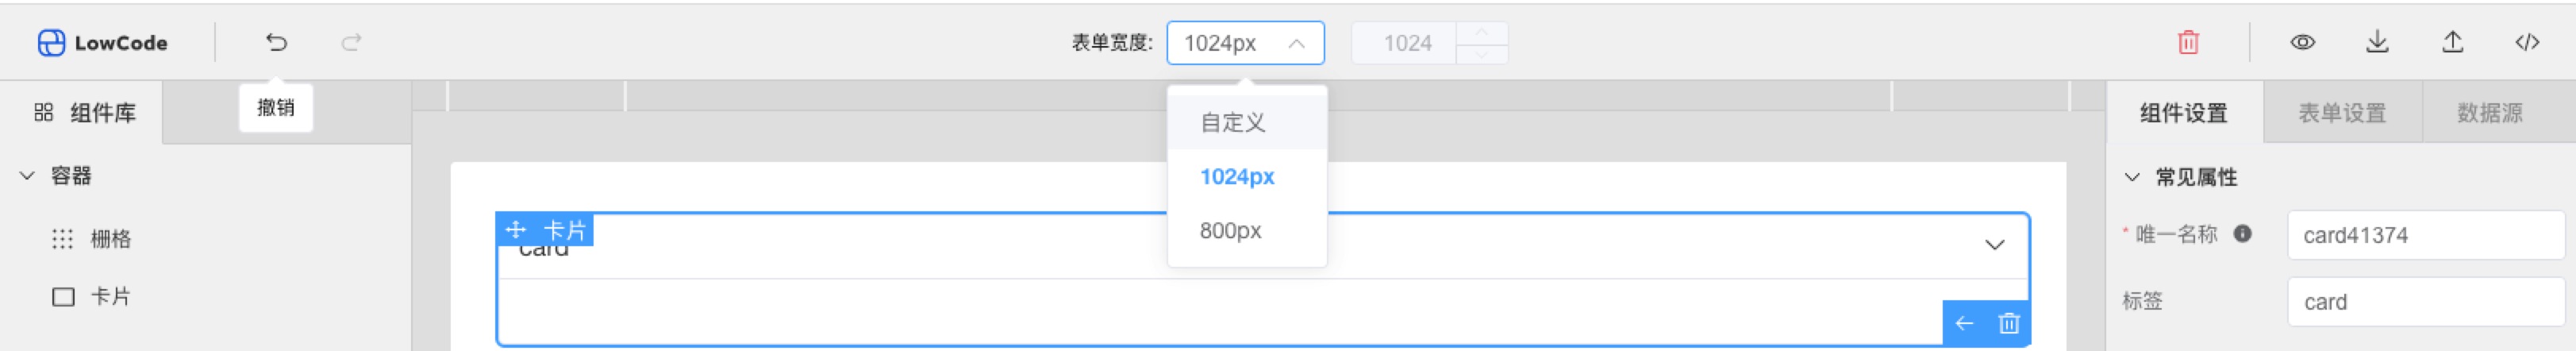 LowCode
表单宽度:
1024px
1024
</>
组件库
撤销
自定义
1024px
800px
组件设置
表单设置
数据源
容器
栅格
卡片
卡片
card
常见属性
* 唯一名称
card41374
标签
card